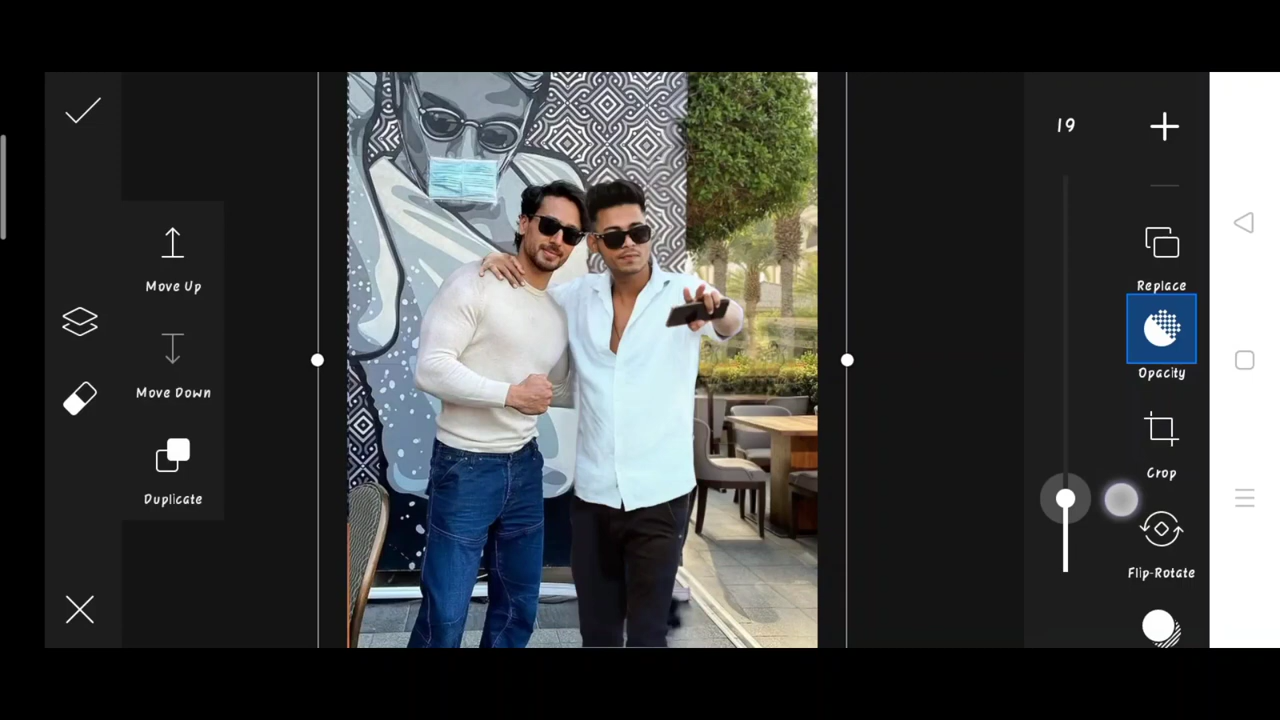 19
Move Up
Replace
Opacity
Move Down
Crop
Duplicate
Flip-Rotate